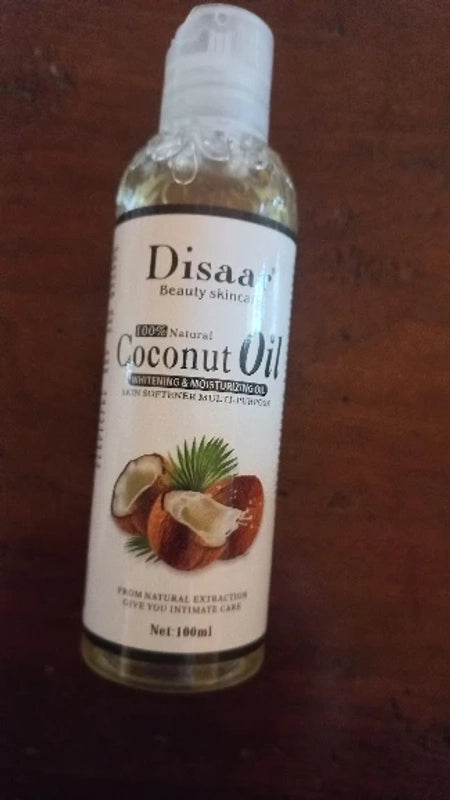 Disaar
Beauty skincare
100% Natural
Coconut Oil
WHITENING & MOISTURIZING OIL
SKIN SOFTENER MULTI-PURPOSE
FROM NATURAL EXTRACTION
GIVE YOU INTIMATE CARE
Net:100ml